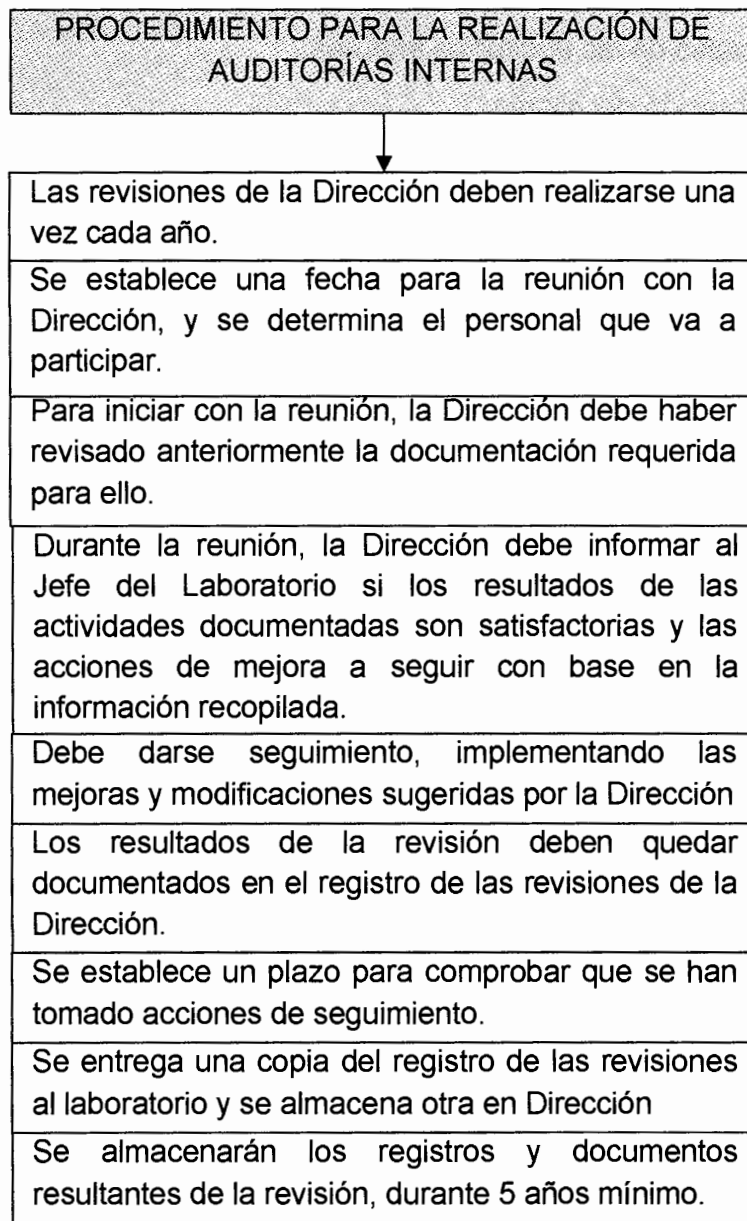 PROCEDIMIENTO PARA LA REALIZACIÓN DE
AUDITORÍAS INTERNAS
Las revisiones de la Dirección deben realizarse una
vez cada año.
Se establece una fecha para la reunión con la
Dirección, y se determina el personal que va a
participar.
Para iniciar con la reunión, la Dirección debe haber
revisado anteriormente la documentación requerida
para ello.
Durante la reunión, la Dirección debe informar al
Jefe del Laboratorio si los resultados de las
actividades documentadas son satisfactorias y las
acciones de mejora a seguir con base en la
información recopilada.
Debe darse seguimiento, implementando las
mejoras y modificaciones sugeridas por la Dirección
Los resultados de la revisión deben quedar
documentados en el registro de las revisiones de la
Dirección.
Se establece un plazo para comprobar que se han
tomado acciones de seguimiento.
Se entrega una copia del registro de las revisiones
al laboratorio y se almacena otra en Dirección
Se almacenarán los registros y documentos
resultantes de la revisión, durante 5 años mínimo.